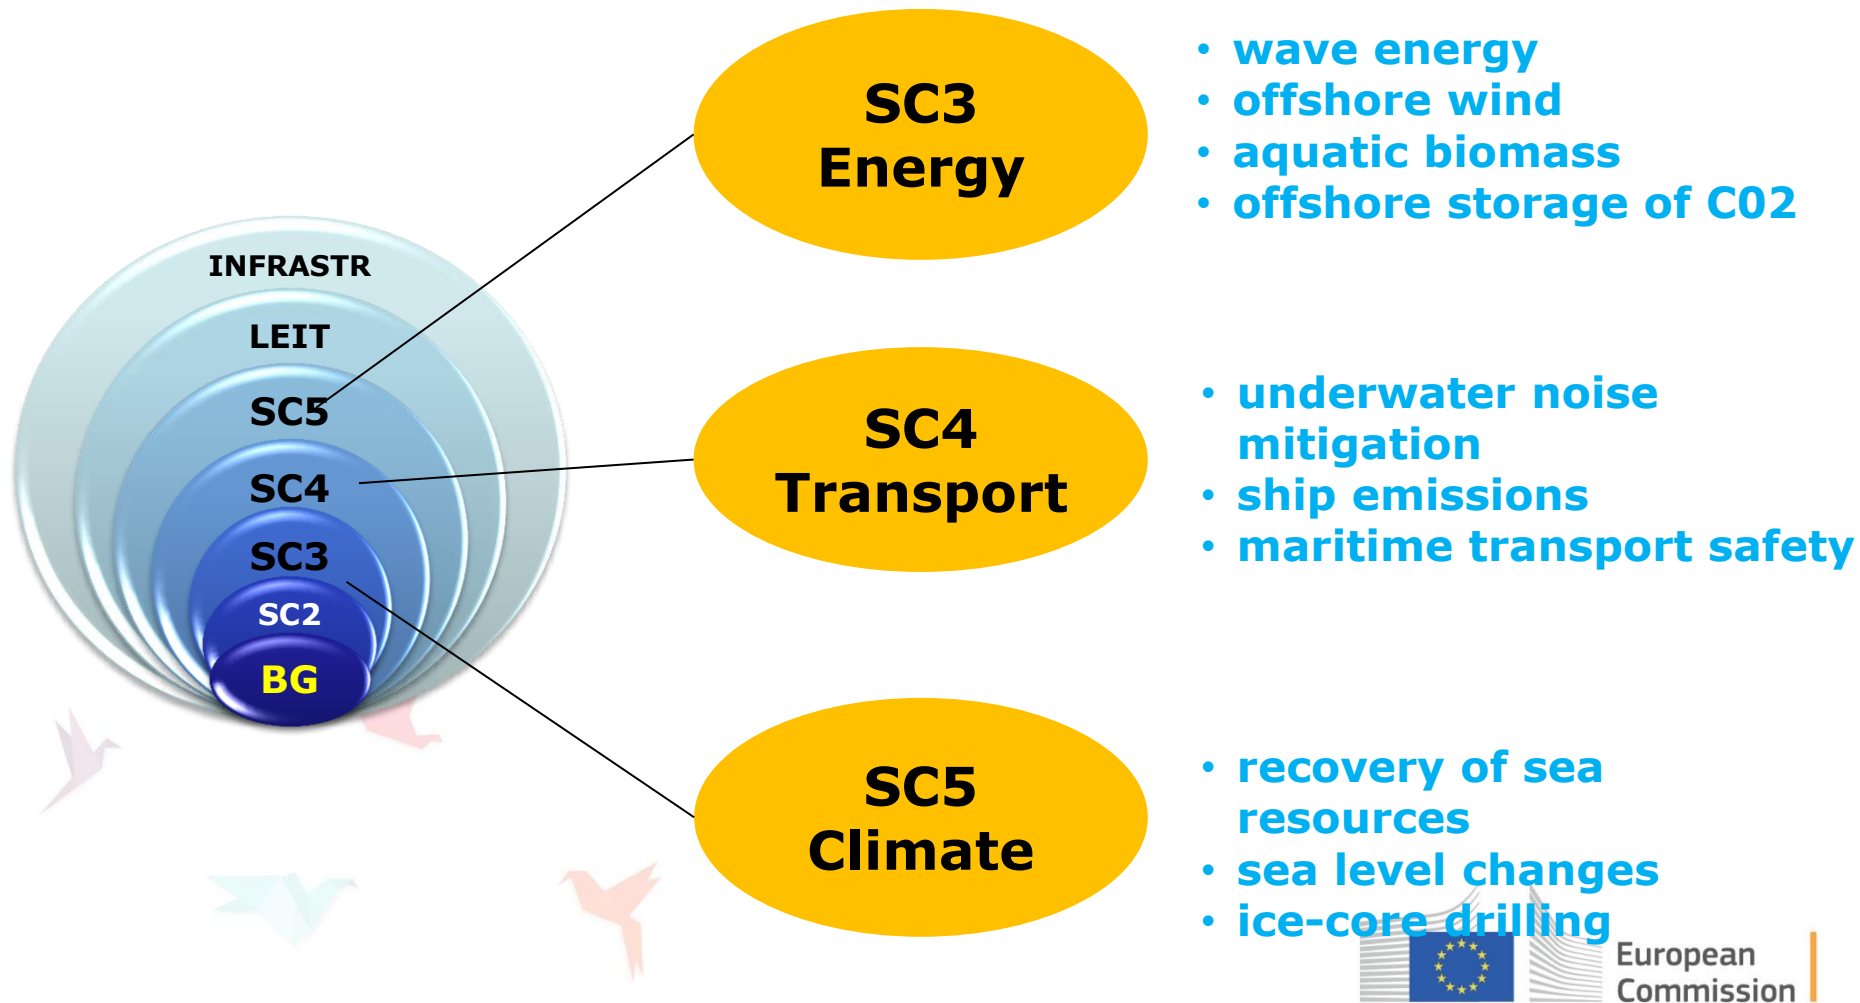 INFRASTR
LEIT
SC5
SC4
SC3
SC2
BG
SC3
Energy
• wave energy
• offshore wind
• aquatic biomass
• offshore storage of C02
SC4
Transport
• underwater noise
mitigation
• ship emissions
• maritime transport safety
SC5
Climate
• recovery of sea
resources
• sea level changes
• ice-core drilling
European
Commission